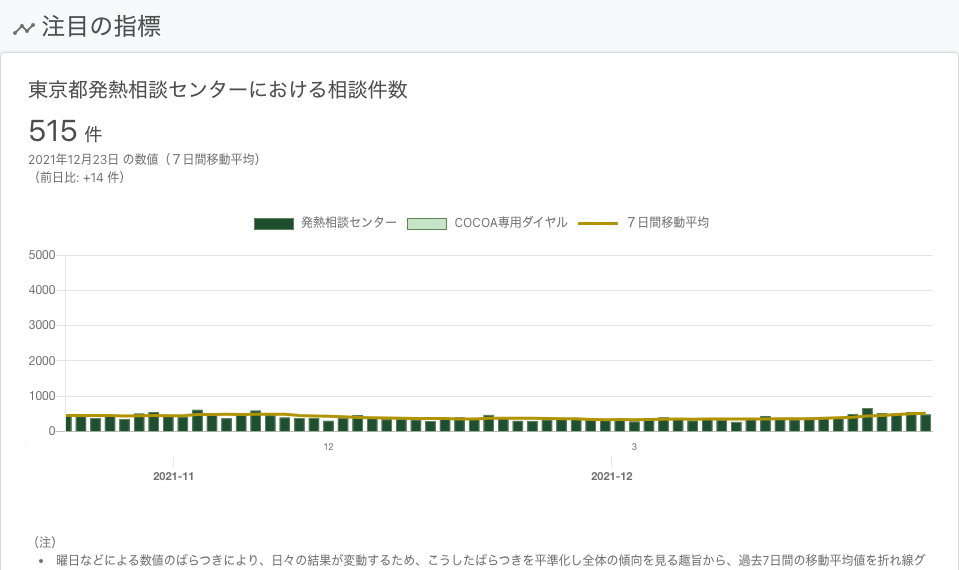 注目の指標
東京都発熱相談センターにおける相談件数
515 件
2021年12月23日 の数値（７日間移動平均）
（前日比: +14 件）
発熱相談センター COCOA専用ダイヤル ７日間移動平均
5000
4000
3000
2000
1000
0
12 3
2021-11 2021-12
（注）
• 曜日などによる数値のばらつきにより、日々の結果が変動するため、こうしたばらつきを平準化し全体の傾向を見る趣旨から、過去7日間の移動平均値を折れ線グ